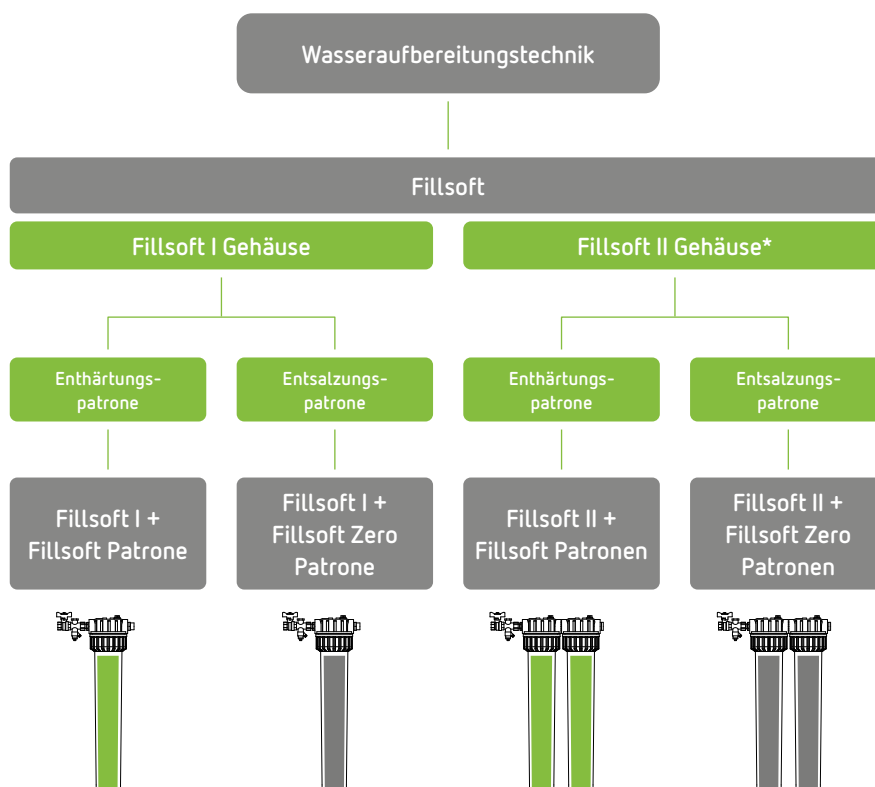 Wasseraufbereitungstechnik
Fillsoft
Fillsoft I Gehäuse
Fillsoft II Gehäuse*
Enthärtungs-
patrone
Entsalzungs-
patrone
Enthärtungs-
patrone
Entsalzungs-
patrone
Fillsoft I +
Fillsoft Patrone
Fillsoft I +
Fillsoft Zero
Patrone
Fillsoft II +
Fillsoft Patronen
Fillsoft II +
Fillsoft Zero
Patronen